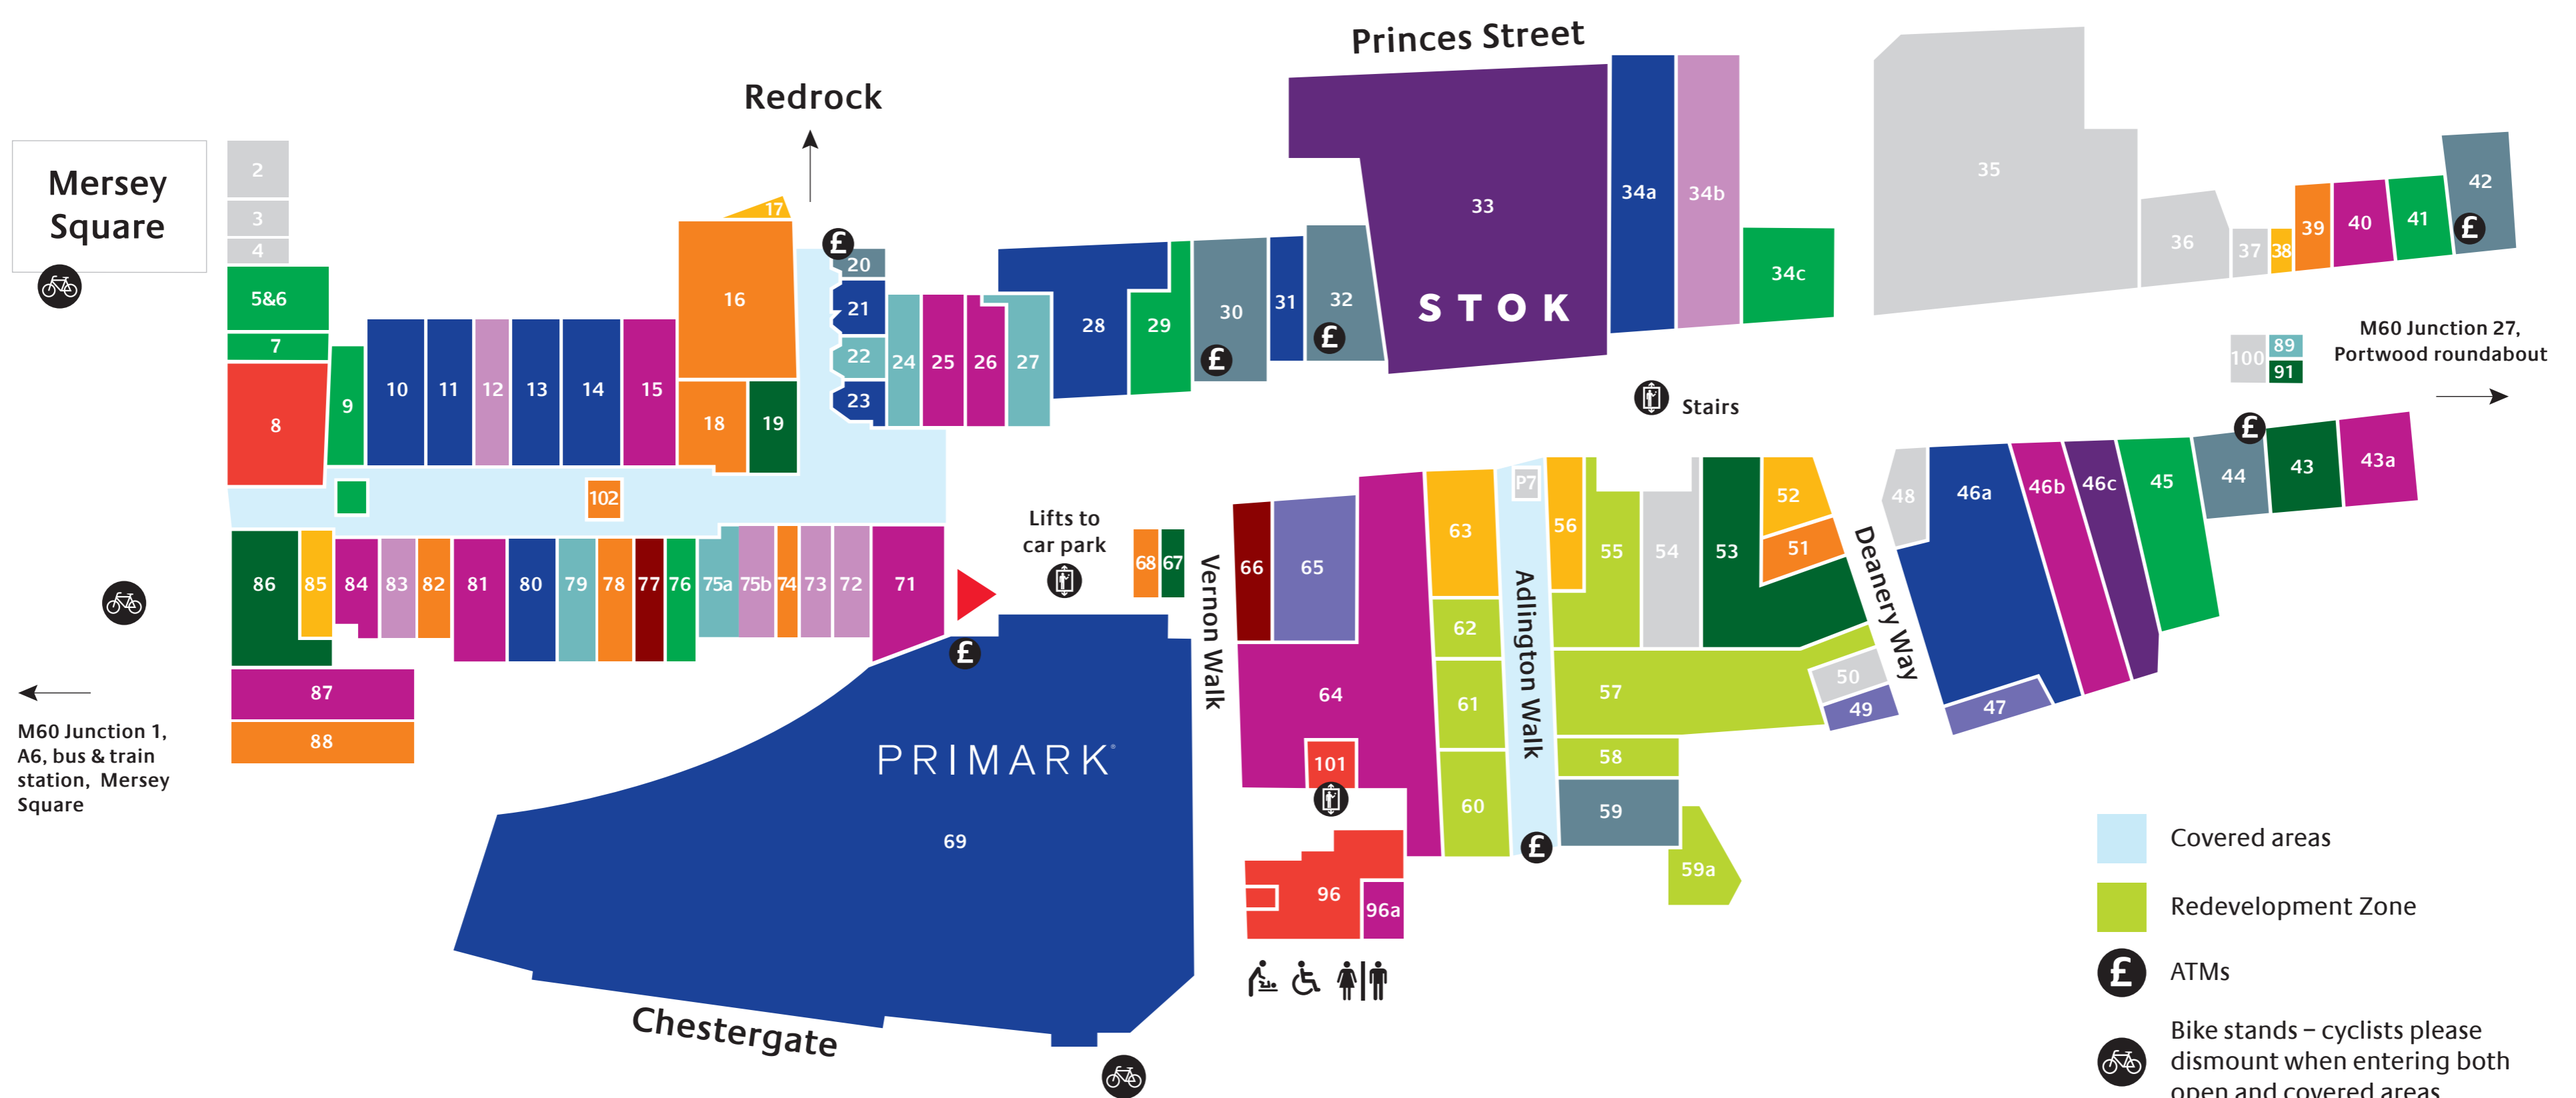 Princes Street
Redrock
Mersey
Square
2
3
4
5&6
7
8
9
10
11
12
13
14
15
16
17
18
19
20
21
22
23
24
25
26
27
28
29
30
31
32
33
STOK
34a
34b
34c
35
36
37
38
39
40
41
42
£
£
£
£
M60 Junction 27,
Portwood roundabout
100
89
91
Stairs
102
86
85
84
83
82
81
80
79
78
77
76
75a
75b
74
73
72
71
87
88
M60 Junction 1,
A6, bus & train
station, Mersey
Square
Lifts to
car park
68
67
£
PRIMARK
69
Chestergate
Vernon Walk
66
65
64
101
96
96a
63
62
61
60
Adlington Walk
P7
£
56
55
54
53
52
51
50
49
57
58
59
59a
Deanery Way
48
46a
46b
46c
45
44
43
43a
47
£
Covered areas
Redevelopment Zone
£
ATMs
Bike stands – cyclists please
dismount when entering both
open and covered areas